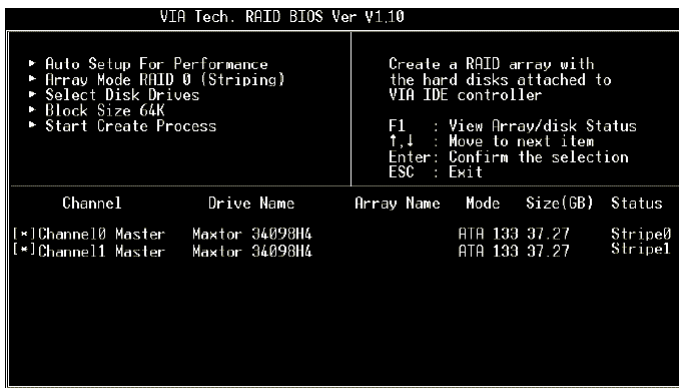 VIA Tech. RAID BIOS Ver V1.10
► Auto Setup For Performance
► Array Mode RAID 0 (Striping)
► Select Disk Drives
► Block Size 64K
► Start Create Process
Create a RAID array with
the hard disks attached to
VIA IDE controller
F1 : View Array/disk Status
↑,↓ : Move to next item
Enter: Confirm the selection
ESC : Exit
Channel Drive Name Array Name Mode Size(GB) Status
[*]Channel0 Master Maxtor 34098H4 ATA 133 37.27 Stripe0
[*]Channel1 Master Maxtor 34098H4 ATA 133 37.27 Stripe1